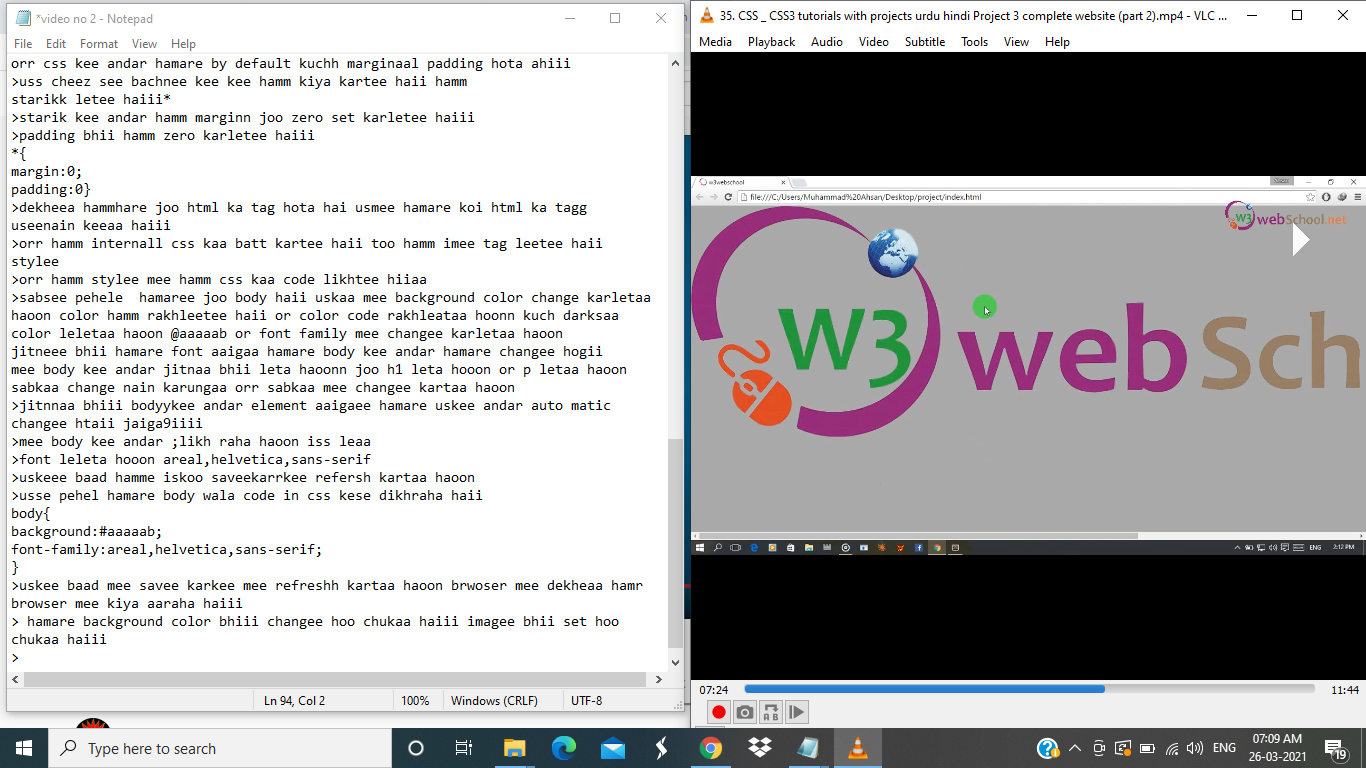 *video no 2 - Notepad
File Edit Format View Help
orr css kee andar hamare by default kuchh marginaal padding hota ahiii
>uss cheez see bachnee kee kee hamm kiya kartee haii hamm
starikk letee haiii*
>starik kee andar hamm marginn joo zero set karletee haiii
>padding bhii hamm zero karletee haiii
*{
margin:0;
padding:0}
>dekheea hammhare joo html ka tag hota hai usmee hamare koi html ka tagg
useenain keeaa haiii
>orr hamm internall css kaa batt kartee haii too hamm imee tag leetee haii
stylee
>orr hamm stylee mee hamm css kaa code likhtee hiiaa
>sabsee pehele  hamaree joo body haii uskaa mee background color change karletaa
haoon color hamm rakhleetee haii or color code rakhleataa hoonn kuch darksaa
color leletaa haoon @aaaaab or font family mee changee karletaa haoon
jitneee bhii hamare font aaigaa hamare body kee andar hamare changee hogii
mee body kee andar jitnaa bhii leta haoonn joo h1 leta hooon or p letaa haoon
sabkaa change nain karungaa orr sabkaa mee changee kartaa haoon
>jitnnaa bhiii bodyykee andar element aaigaee hamare uskee andar auto matic
changee htaii jaiga9iiii
>mee body kee andar ;likh raha haoon iss leaa
>font leleta hooon areal,helvetica,sans-serif
>uskeee baad hamme iskoo saveekarrkee refersh kartaa haoon
>usse pehel hamare body wala code in css kese dikhraha haii
body{
background:#aaaaab;
font-family:areal,helvetica,sans-serif;
}
>uskee baad mee savee karkee mee refreshh kartaa haoon brwoser mee dekheaa hamr
browser mee kiya aaraha haiii
> hamare background color bhiii changee hoo chukaa haiii imagee bhii set hoo
chukaa haiii
>
Ln 94, Col 2 100% Windows (CRLF) UTF-8
35. CSS _ CSS3 tutorials with projects urdu hindi Project 3 complete website (part 2).mp4 - VLC ...
Media Playback Audio Video Subtitle Tools View Help
w3webschool
file:///C:/Users/Muhammad%20Ahsan/Desktop/project/index.html
W3 webSchool.net
W3 webSch
ENG 2:12 PM
07:24 11:44
Type here to search
ENG 07:09 AM
26-03-2021
19